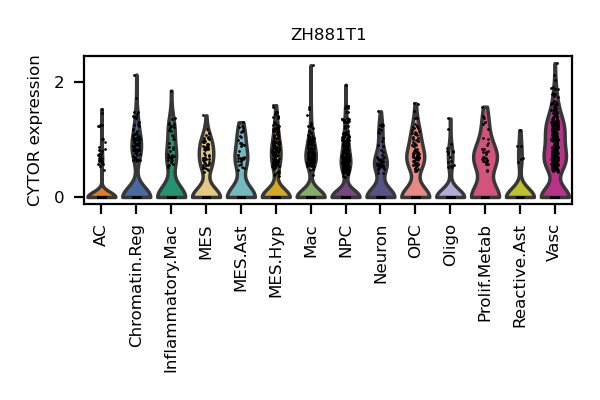 ZH881T1
CYTOR expression
2
0
AC
Chromatin.Reg
Inflammatory.Mac
MES
MES.Ast
MES.Hyp
Mac
NPC
Neuron
OPC
Oligo
Prolif.Metab
Reactive.Ast
Vasc